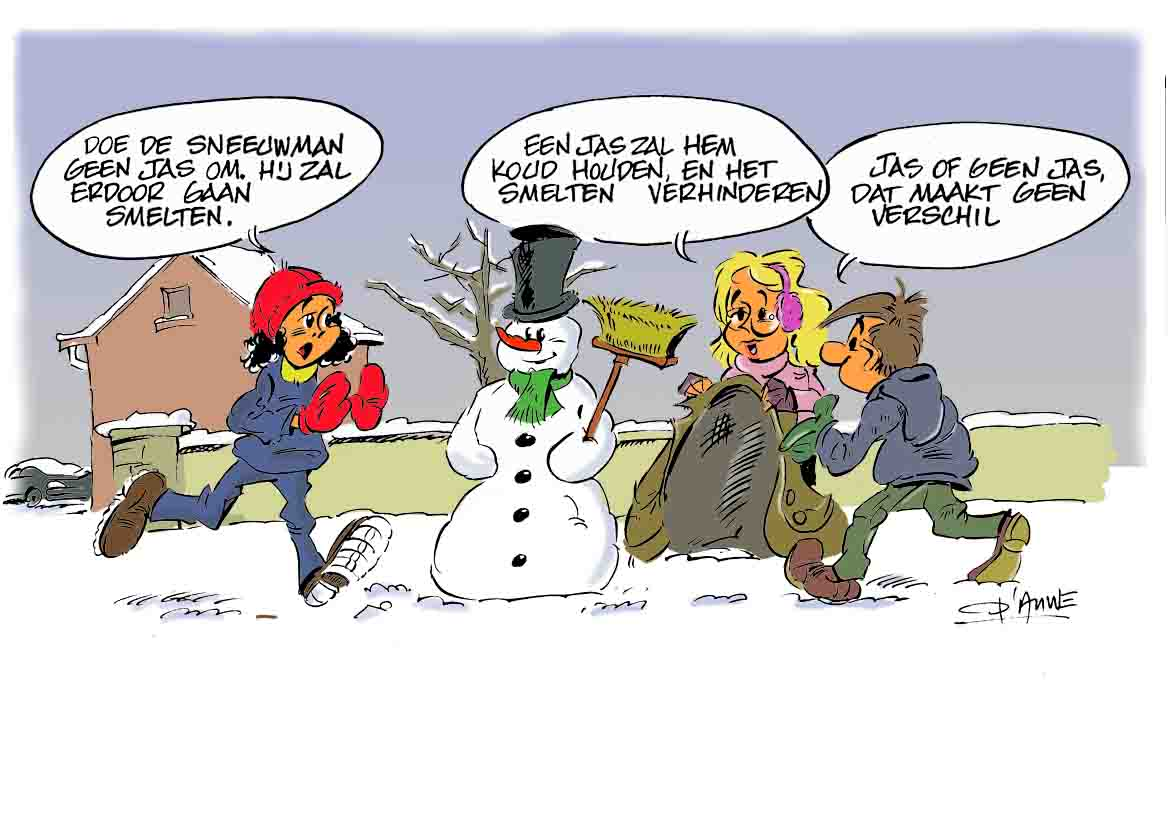 DOE DE SNEEUWMAN
GEEN JAS OM. HIJ ZAL
ERDOOR GAAN
SMELTEN.
EEN JAS ZAL HEM
KOUD HOUDEN, EN HET
SMELTEN VERHINDEREN
JAS OF GEEN JAS,
DAT MAAKT GEEN
VERSCHIL